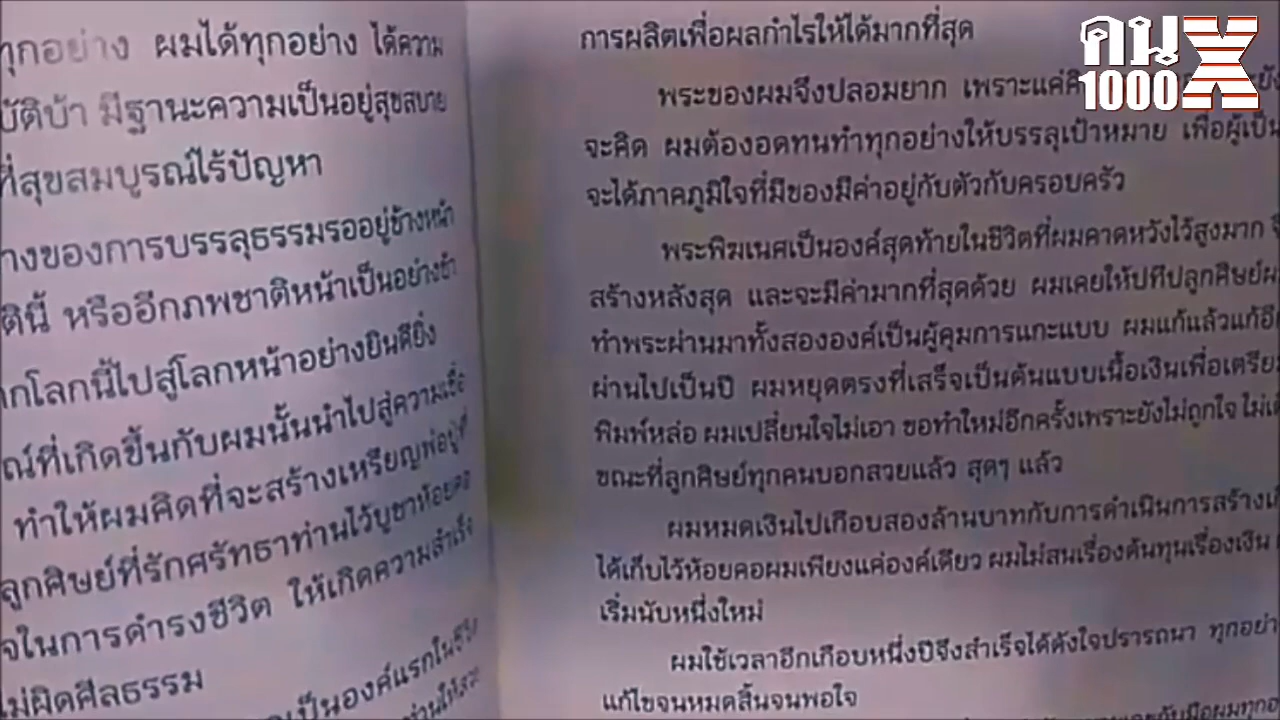 ทุกอย่าง ผมได้ทุกอย่าง ได้ความ
บัติบ้า มีฐานะความเป็นอยู่สุขสบาย
ที่สุขสมบูรณ์ไร้ปัญหา
างของการบรรลุธรรมรออยู่ข้างหน้า
ตินี้ หรืออีกภพชาติหน้าเป็นอย่างช้า
ากโลกนี้ไปสู่โลกหน้าอย่างยินดียิ่ง
ณ์ที่เกิดขึ้นกับผมนั้นนำไปสู่ความเชื่อ
ทำให้ผมคิดที่จะสร้างเหรียญพ่อปู่ที่
ลูกศิษย์ที่รักศรัทธาท่านไว้บูชาห้อยคอ
จในการดำรงชีวิต ให้เกิดความสำเร็จ
ไม่ผิดศีลธรรม
เป็นองค์แรกในชีวิต
การผลิตเพื่อผลกำไรให้ได้มากที่สุด
พระของผมจึงปลอมยาก เพราะแค่
จะคิด ผมต้องอดทนทำทุกอย่างให้บรรลุเป้าหมาย เพื่อผู้เป็น
จะได้ภาคภูมิใจที่มีของมีค่าอยู่กับตัวกับครอบครัว
พระพิฆเนศเป็นองค์สุดท้ายในชีวิตที่ผมคาดหวังไว้สูงมาก
สร้างหลังสุด และจะมีค่ามากที่สุดด้วย ผมเคยให้ปทีปลูกศิษย์ผ
ทำพระผ่านมาทั้งสององค์เป็นผู้คุมการแกะแบบ ผมแก้แล้วแก้อีก
ผ่านไปเป็นปี ผมหยุดตรงที่เสร็จเป็นต้นแบบเนื้อเงินเพื่อเตรีย
พิมพ์หล่อ ผมเปลี่ยนใจไม่เอา ขอทำใหม่อีกครั้งเพราะยังไม่ถูกใจ
ขณะที่ลูกศิษย์ทุกคนบอกสวยแล้ว สุดๆ แล้ว
ผมหมดเงินไปเกือบสองล้านบาทกับการดำเนินการสร้าง
ได้เก็บไว้ห้อยคอผมเพียงแค่องค์เดียว ผมไม่สนเรื่องต้นทุนเรื่องเงิน
เริ่มนับหนึ่งใหม่
ผมใช้เวลาอีกเกือบหนึ่งปีจึงสำเร็จได้ดังใจปรารถนา ทุกอย่า
แก้ไขจนหมดสิ้นจนพอใจ
คน
1000
X